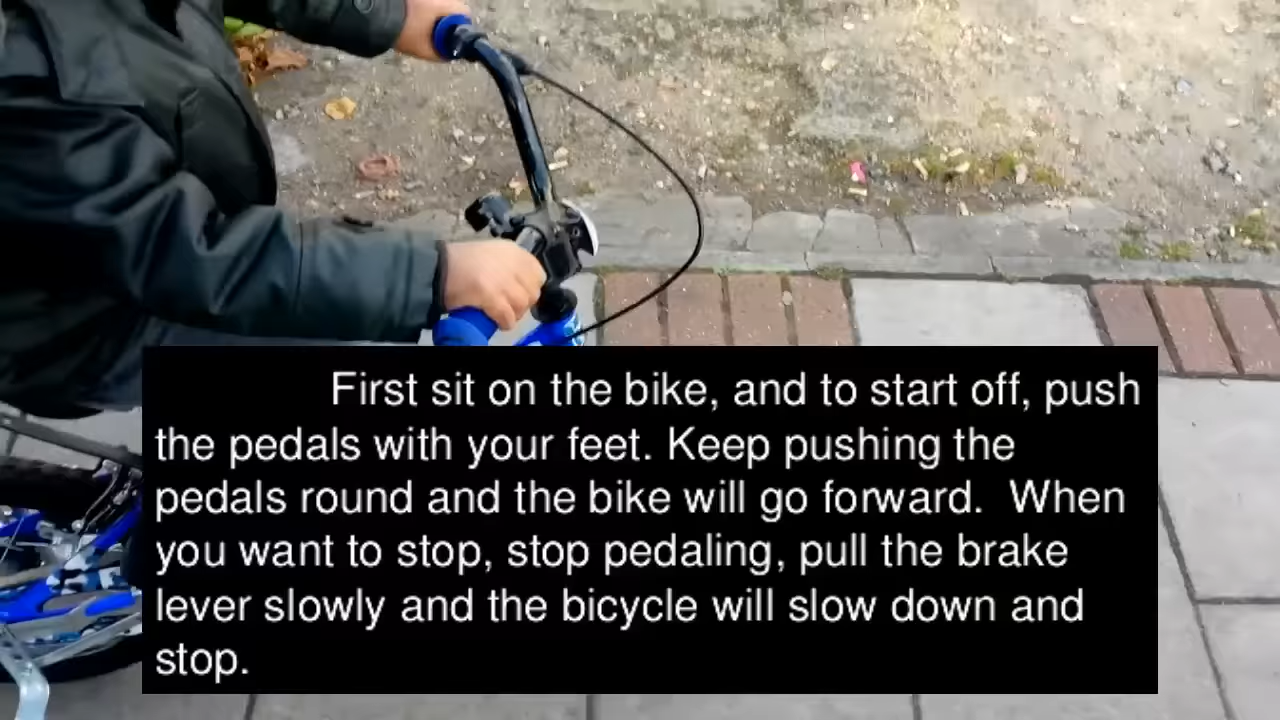 First sit on the bike, and to start off, push
the pedals with your feet. Keep pushing the
pedals round and the bike will go forward.  When
you want to stop, stop pedaling, pull the brake
lever slowly and the bicycle will slow down and
stop.